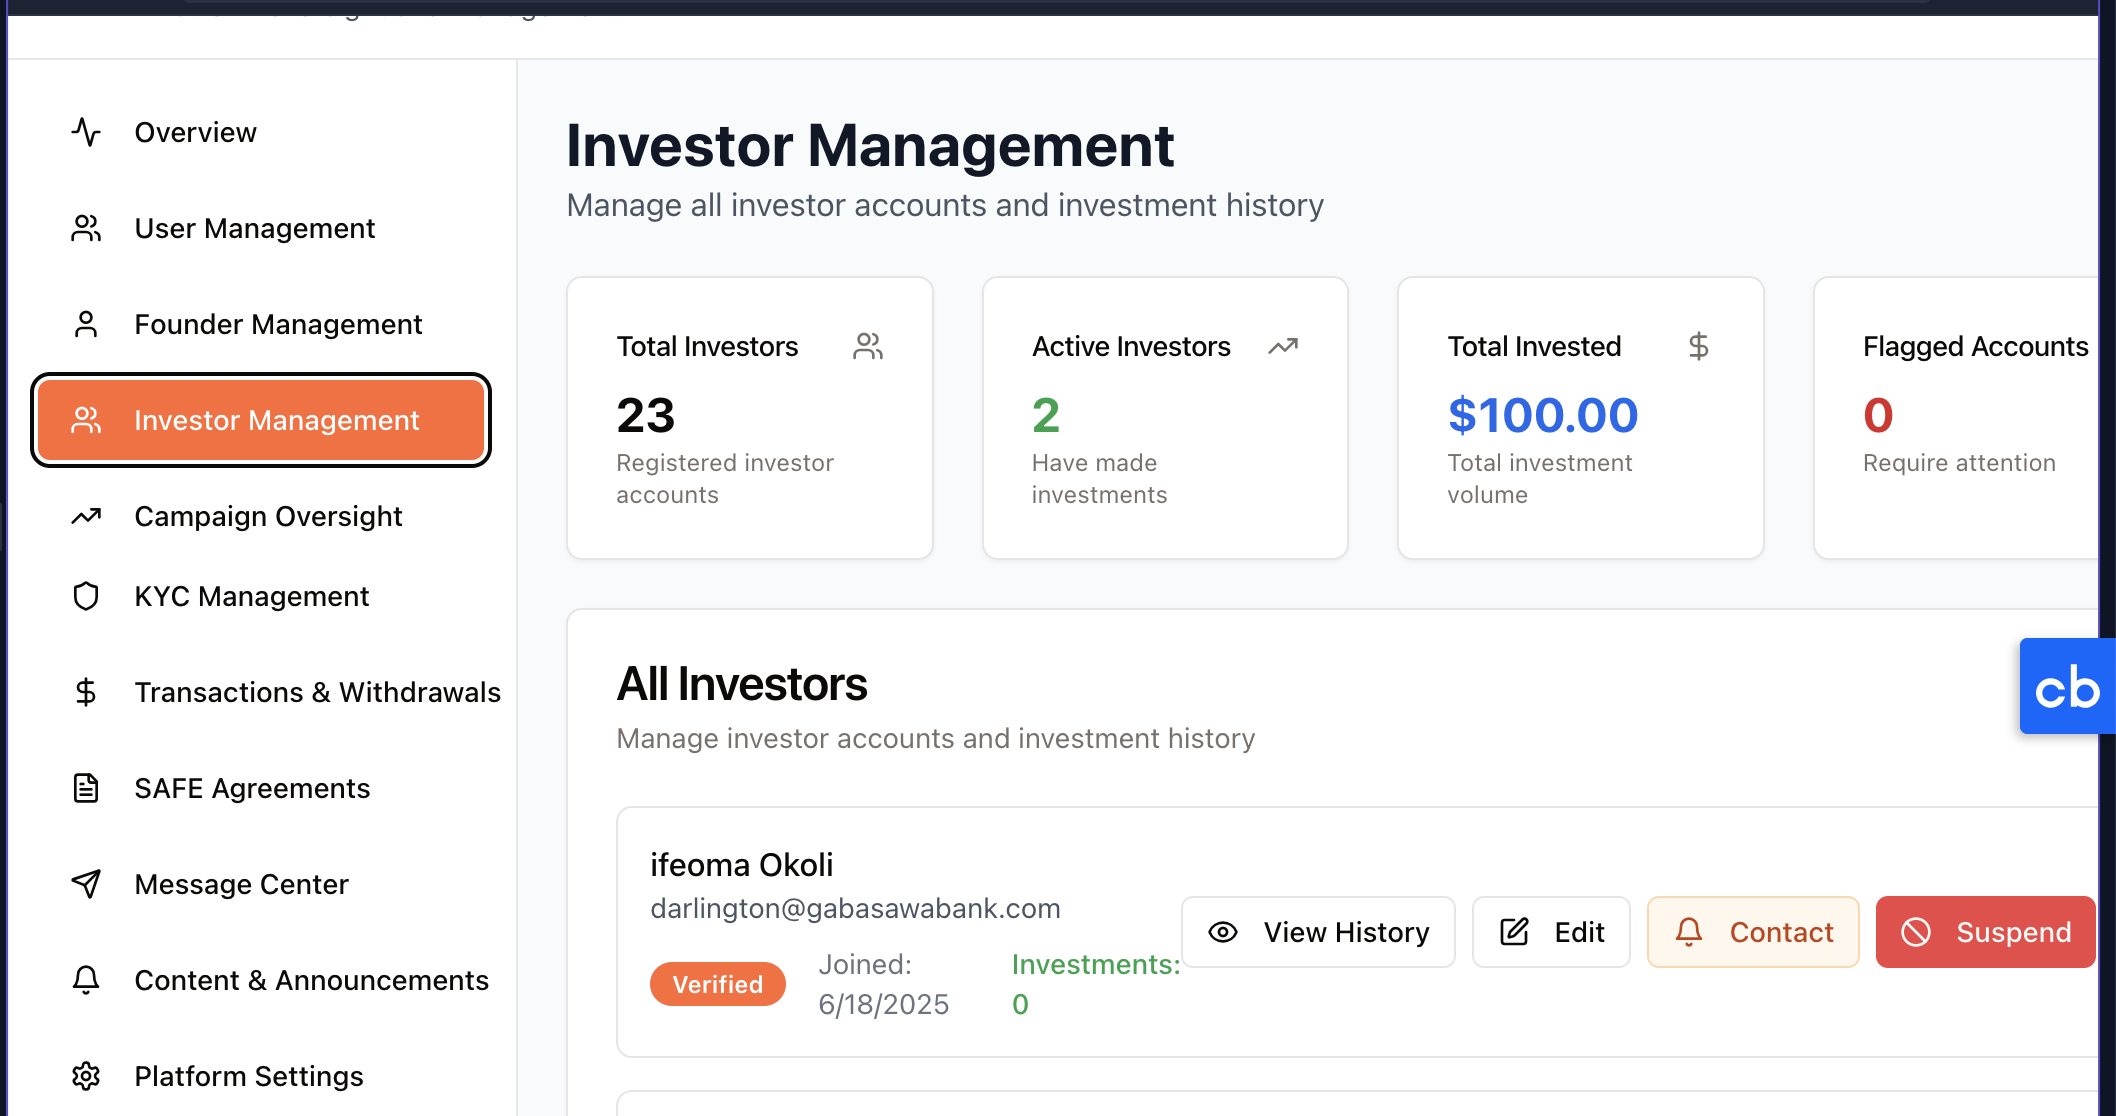 Overview
User Management
Founder Management
Investor Management
Campaign Oversight
KYC Management
Transactions & Withdrawals
SAFE Agreements
Message Center
Content & Announcements
Platform Settings
Investor Management
Manage all investor accounts and investment history
Total Investors
23
Registered investor
accounts
Active Investors
2
Have made
investments
Total Invested
$100.00
Total investment
volume
Flagged Accounts
0
Require attention
All Investors
Manage investor accounts and investment history
ifeoma Okoli
darlington@gabasawabank.com
Verified
Joined:
6/18/2025
Investments:
0
View History
Edit
Contact
Suspend
cb